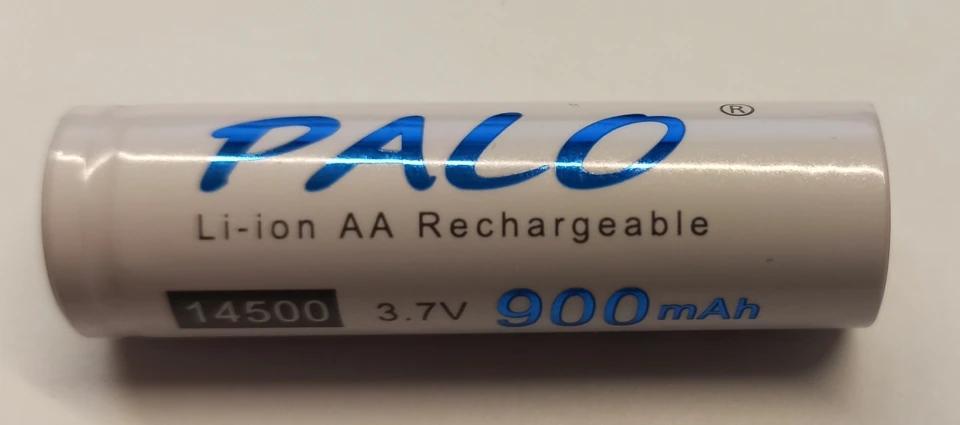 PALO ®
Li-ion AA Rechargeable
14500 3.7V 900mAh